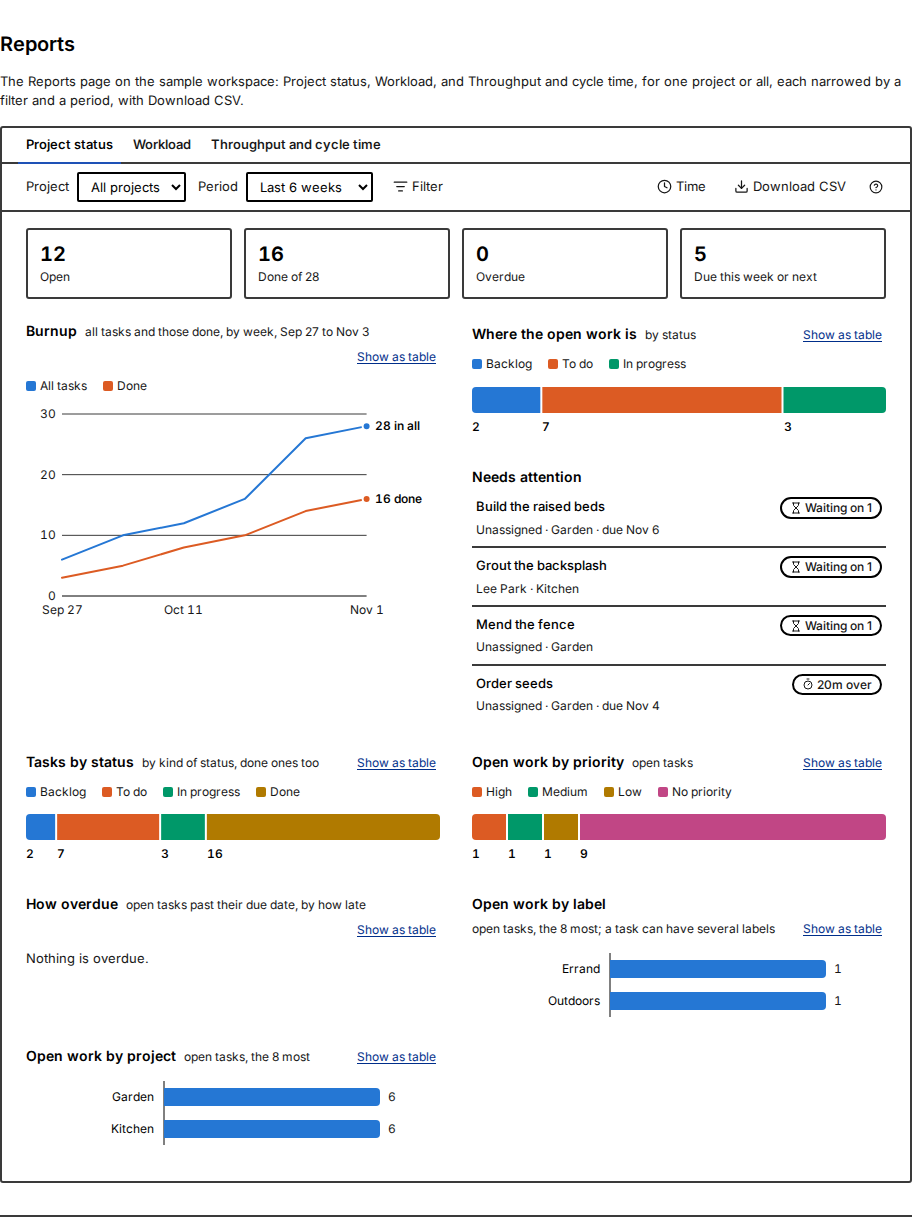 Reports
The Reports page on the sample workspace: Project status, Workload, and Throughput and cycle time, for one project or all, each narrowed by a
filter and a period, with Download CSV.
Project status Workload Throughput and cycle time
Project All projects Period Last 6 weeks Filter Time Download CSV
12
Open
16
Done of 28
0
Overdue
5
Due this week or next
Burnup all tasks and those done, by week, Sep 27 to Nov 3
Show as table
All tasks Done
30
20
10
0
28 in all
16 done
Sep 27 Oct 11 Nov 1
Where the open work is by status Show as table
Backlog To do In progress
2 7 3
Needs attention
Build the raised beds Waiting on 1
Unassigned · Garden · due Nov 6
Grout the backsplash Waiting on 1
Lee Park · Kitchen
Mend the fence Waiting on 1
Unassigned · Garden
Order seeds 20m over
Unassigned · Garden · due Nov 4
Tasks by status by kind of status, done ones too Show as table
Backlog To do In progress Done
2 7 3 16
Open work by priority open tasks Show as table
High Medium Low No priority
1 1 1 9
How overdue open tasks past their due date, by how late
Show as table
Nothing is overdue.
Open work by label
open tasks, the 8 most; a task can have several labels Show as table
Errand 1
Outdoors 1
Open work by project open tasks, the 8 most Show as table
Garden 6
Kitchen 6